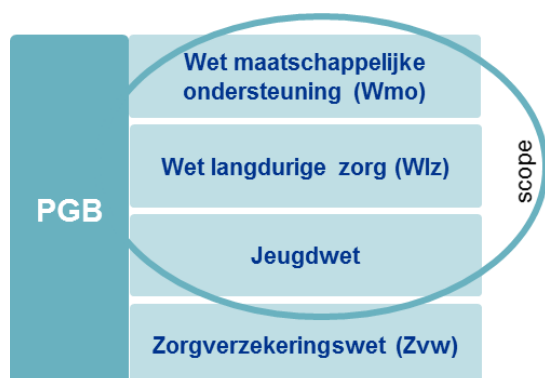 PGB
Wet maatschappelijke
ondersteuning (Wmo)
Wet langdurige zorg (Wlz)
Jeugdwet
Zorgverzekeringswet (Zvw)
scope